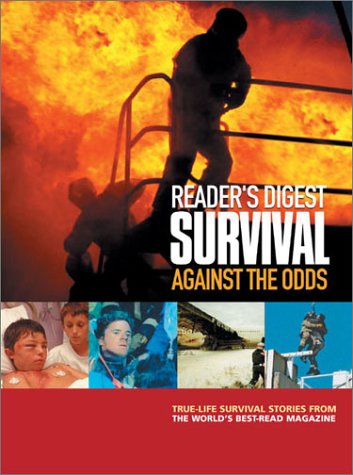 READER'S DIGEST
SURVIVAL
AGAINST THE ODDS
TRUE-LIFE SURVIVAL STORIES FROM
THE WORLD'S BEST-READ MAGAZINE